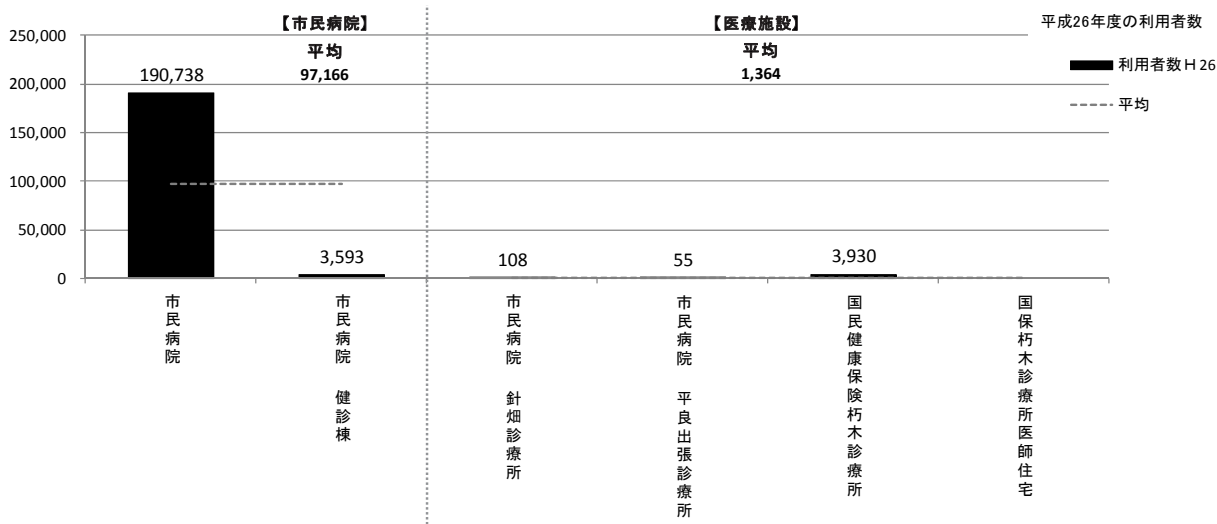 【市民病院】
平均
97,166
【医療施設】
平均
1,364
平成26年度の利用者数
利用者数H26
平均
250,000
200,000
150,000
100,000
50,000
0
190,738
3,593
108
55
3,930
市民病院
市民病院 健診棟
市民病院 針畑診療所
市民病院 平良出張診療所
国民健康保険朽木診療所
国保朽木診療所医師住宅